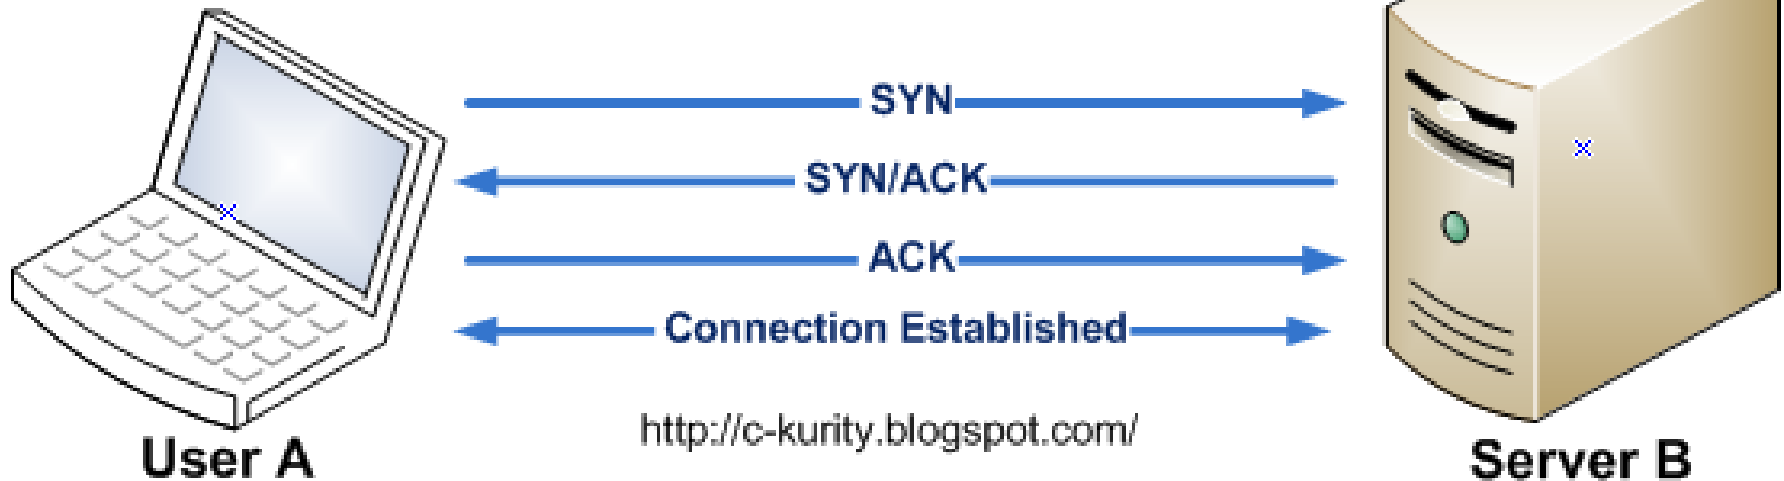 SYN
SYN/ACK
ACK
Connection Established
http://c-kurity.blogspot.com/
User A
Server B